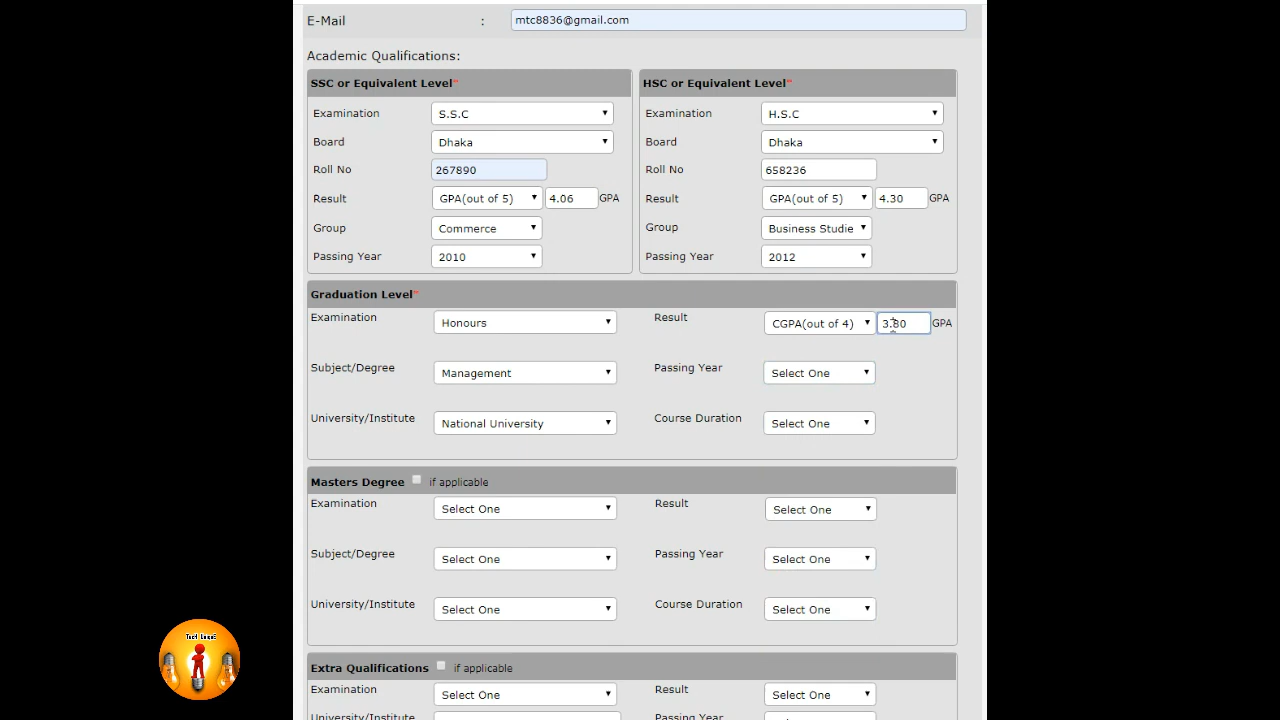 E-Mail : mtc8836@gmail.com
Academic Qualifications:
SSC or Equivalent Level*
Examination S.S.C
Board Dhaka
Roll No 267890
Result GPA(out of 5) 4.06 GPA
Group Commerce
Passing Year 2010
HSC or Equivalent Level*
Examination H.S.C
Board Dhaka
Roll No 658236
Result GPA(out of 5) 4.30 GPA
Group Business Studie
Passing Year 2012
Graduation Level*
Examination Honours Result CGPA(out of 4) 3.80 GPA
Subject/Degree Management Passing Year Select One
University/Institute National University Course Duration Select One
Masters Degree if applicable
Examination Select One Result Select One
Subject/Degree Select One Passing Year Select One
University/Institute Select One Course Duration Select One
Extra Qualifications if applicable
Examination Select One Result Select One
University/Institute Passing Year